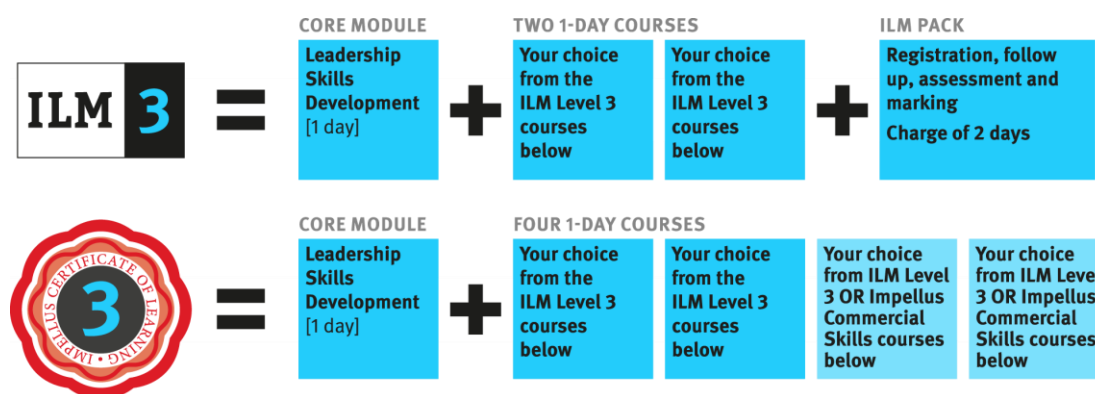 CORE MODULE
TWO 1-DAY COURSES
ILM PACK
ILM 3
=
Leadership
Skills
Development
[1 day]
+
Your choice
from the
ILM Level 3
courses
below
Your choice
from the
ILM Level 3
courses
below
+
Registration, follow
up, assessment and
marking
Charge of 2 days
CORE MODULE
FOUR 1-DAY COURSES
IMPELLUS CERTIFICATE OF LEARNING •
3
=
Leadership
Skills
Development
[1 day]
+
Your choice
from the
ILM Level 3
courses
below
Your choice
from the
ILM Level 3
courses
below
Your choice
from ILM Level
3 OR Impellus
Commercial
Skills courses
below
Your choice
from ILM Leve
3 OR Impellus
Commercial
Skills courses
below